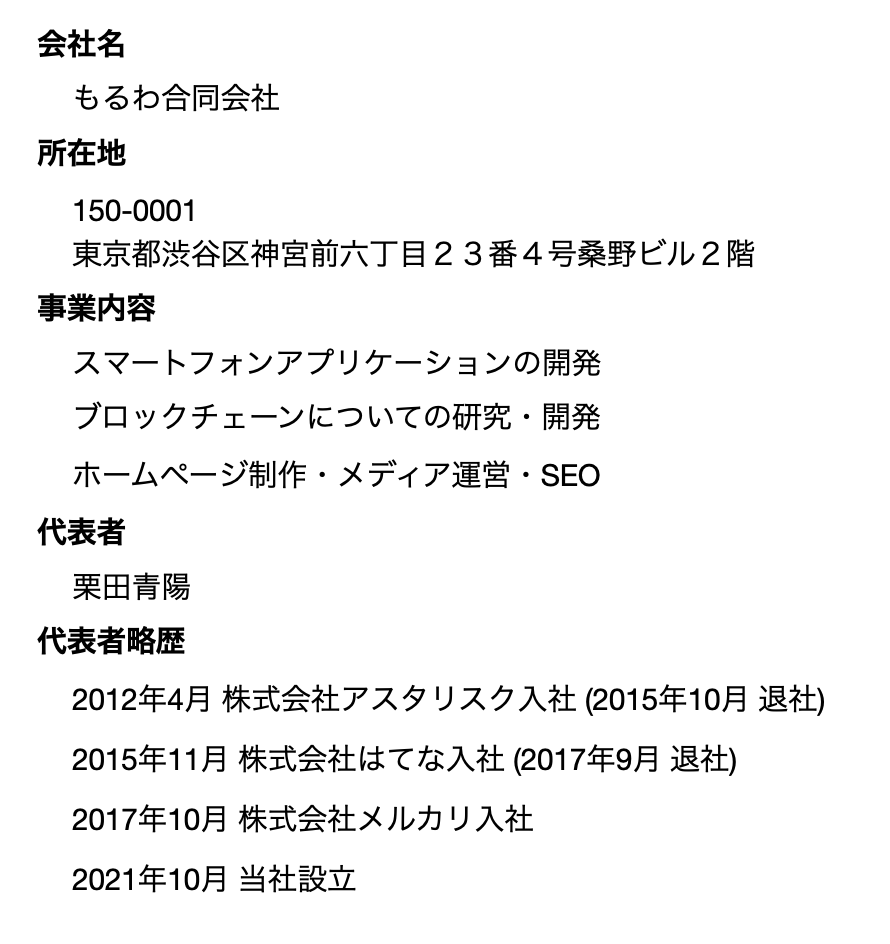 会社名
もるわ合同会社
所在地
150-0001
東京都渋谷区神宮前六丁目２３番４号桑野ビル２階
事業内容
スマートフォンアプリケーションの開発
ブロックチェーンについての研究・開発
ホームページ制作・メディア運営・SEO
代表者
栗田青陽
代表者略歴
2012年4月 株式会社アスタリスク入社 (2015年10月 退社)
2015年11月 株式会社はてな入社 (2017年9月 退社)
2017年10月 株式会社メルカリ入社
2021年10月 当社設立